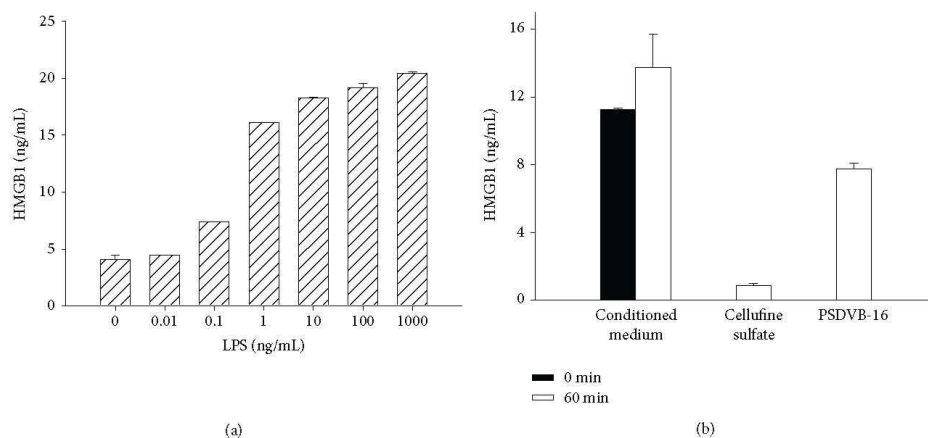 25
20
15
10
5
0
HMGB1 (ng/mL)
0 0.01 0.1 1 10 100 1000
LPS (ng/mL)
(a)
16
12
8
4
0
HMGB1 (ng/mL)
Conditioned medium
Cellufine sulfate
PSDVB-16
0 min
60 min
(b)